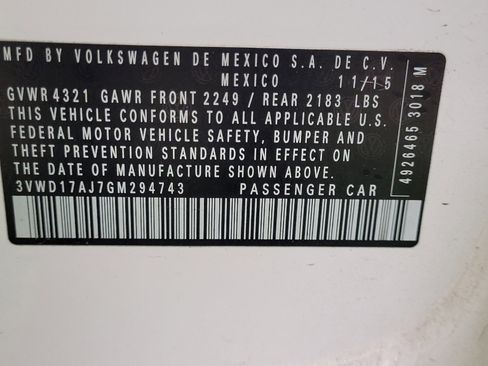 MFD BY VOLKSWAGEN DE MEXICO S.A. DE C.V.
MEXICO 11/15
GVWR 4321 GAWR FRONT 2249 / REAR 2183 LBS
THIS VEHICLE CONFORMS TO ALL APPLICABLE U.S.
FEDERAL MOTOR VEHICLE SAFETY, BUMPER AND
THEFT PREVENTION STANDARDS IN EFFECT ON
THE DATE OF MANUFACTURE SHOWN ABOVE.
3VWD17AJ7GM294743 PASSENGER CAR
4926465 3018 M